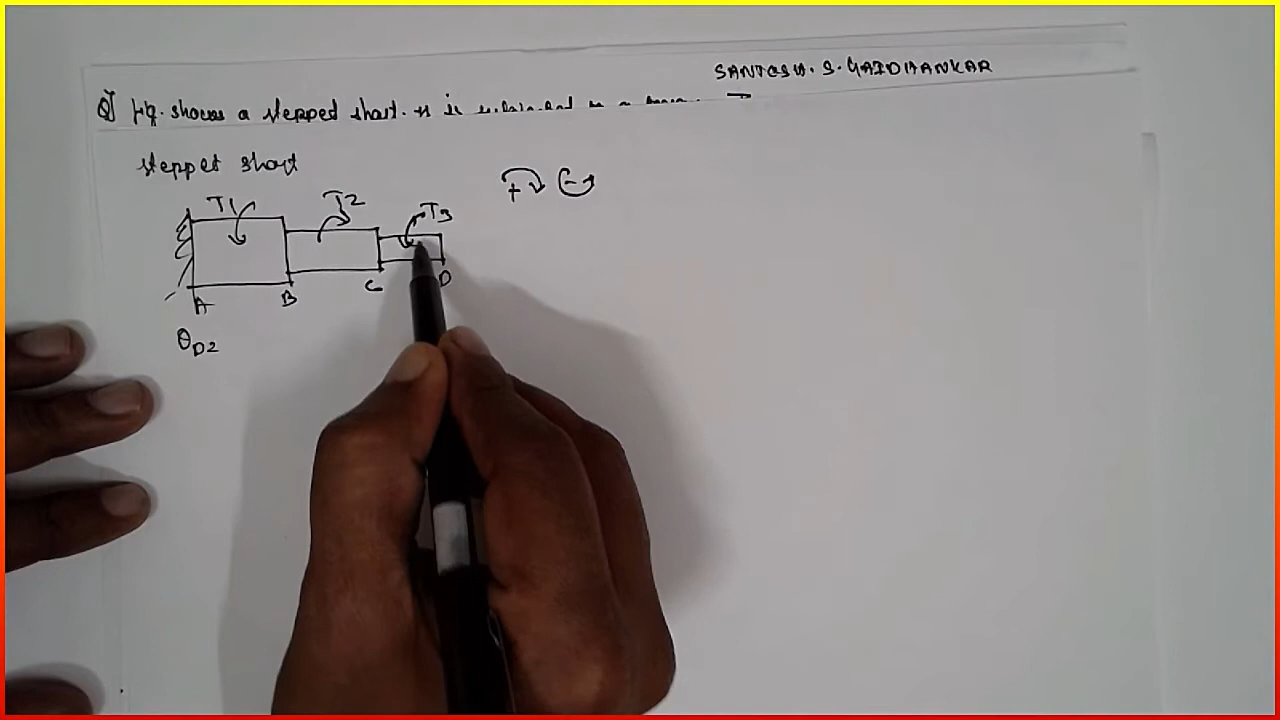 SANTOSH. S. GAIDHANKAR
Q] Fig. shows a stepped shaft. It is
stepped shaft
T1 T2 T3
+ -
A B C D
θD2